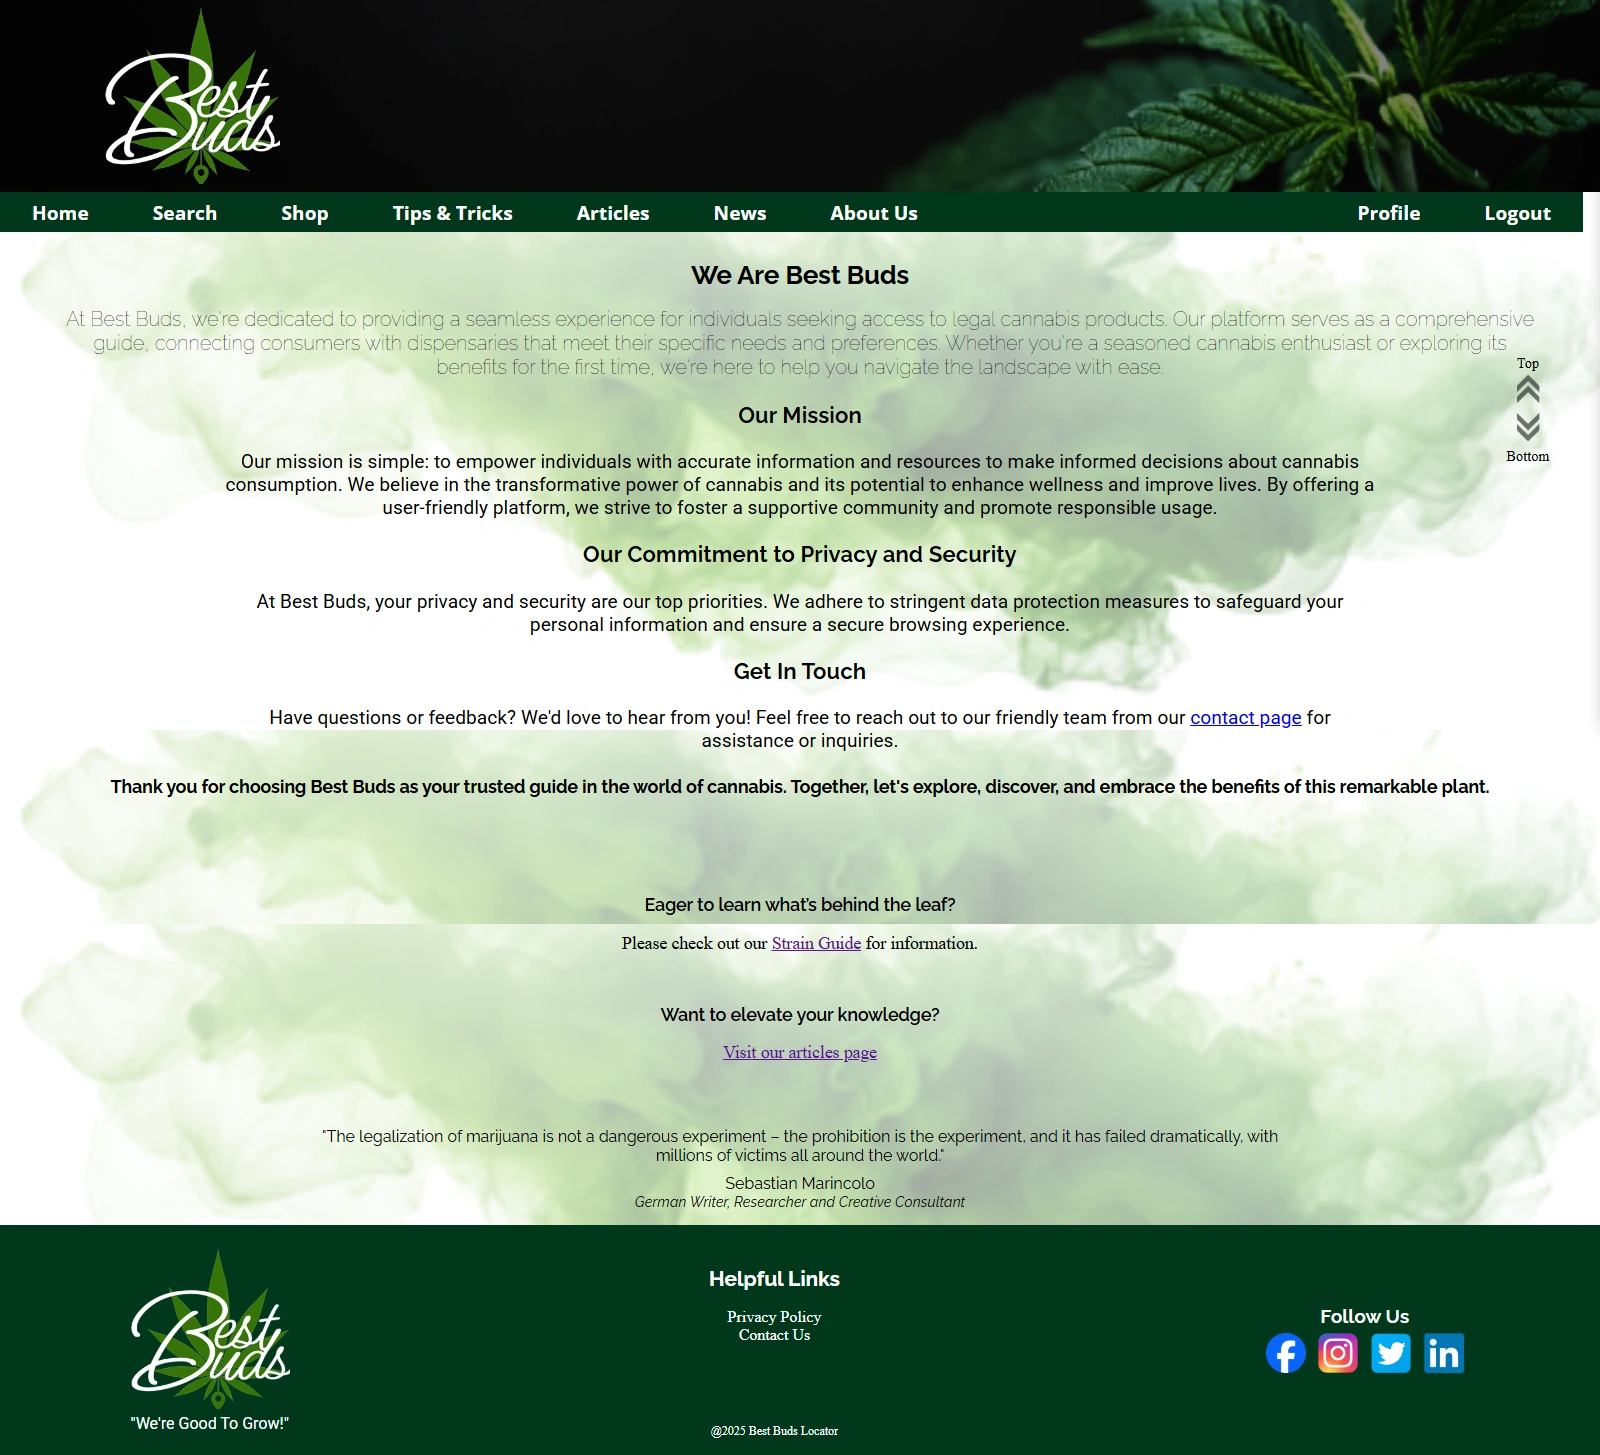 Best
Buds
Home Search Shop Tips & Tricks Articles News About Us Profile Logout
We Are Best Buds
At Best Buds, we're dedicated to providing a seamless experience for individuals seeking access to legal cannabis products. Our platform serves as a comprehensive
guide, connecting consumers with dispensaries that meet their specific needs and preferences. Whether you're a seasoned cannabis enthusiast or exploring its
benefits for the first time, we're here to help you navigate the landscape with ease.
Top
Bottom
Our Mission
Our mission is simple: to empower individuals with accurate information and resources to make informed decisions about cannabis
consumption. We believe in the transformative power of cannabis and its potential to enhance wellness and improve lives. By offering a
user-friendly platform, we strive to foster a supportive community and promote responsible usage.
Our Commitment to Privacy and Security
At Best Buds, your privacy and security are our top priorities. We adhere to stringent data protection measures to safeguard your
personal information and ensure a secure browsing experience.
Get In Touch
Have questions or feedback? We'd love to hear from you! Feel free to reach out to our friendly team from our contact page for
assistance or inquiries.
Thank you for choosing Best Buds as your trusted guide in the world of cannabis. Together, let's explore, discover, and embrace the benefits of this remarkable plant.
Eager to learn what's behind the leaf?
Please check out our Strain Guide for information.
Want to elevate your knowledge?
Visit our articles page
"The legalization of marijuana is not a dangerous experiment – the prohibition is the experiment, and it has failed dramatically, with
millions of victims all around the world."
Sebastian Marincolo
German Writer, Researcher and Creative Consultant
Best
Buds
"We're Good To Grow!"
Helpful Links
Privacy Policy
Contact Us
@2025 Best Buds Locator
Follow Us